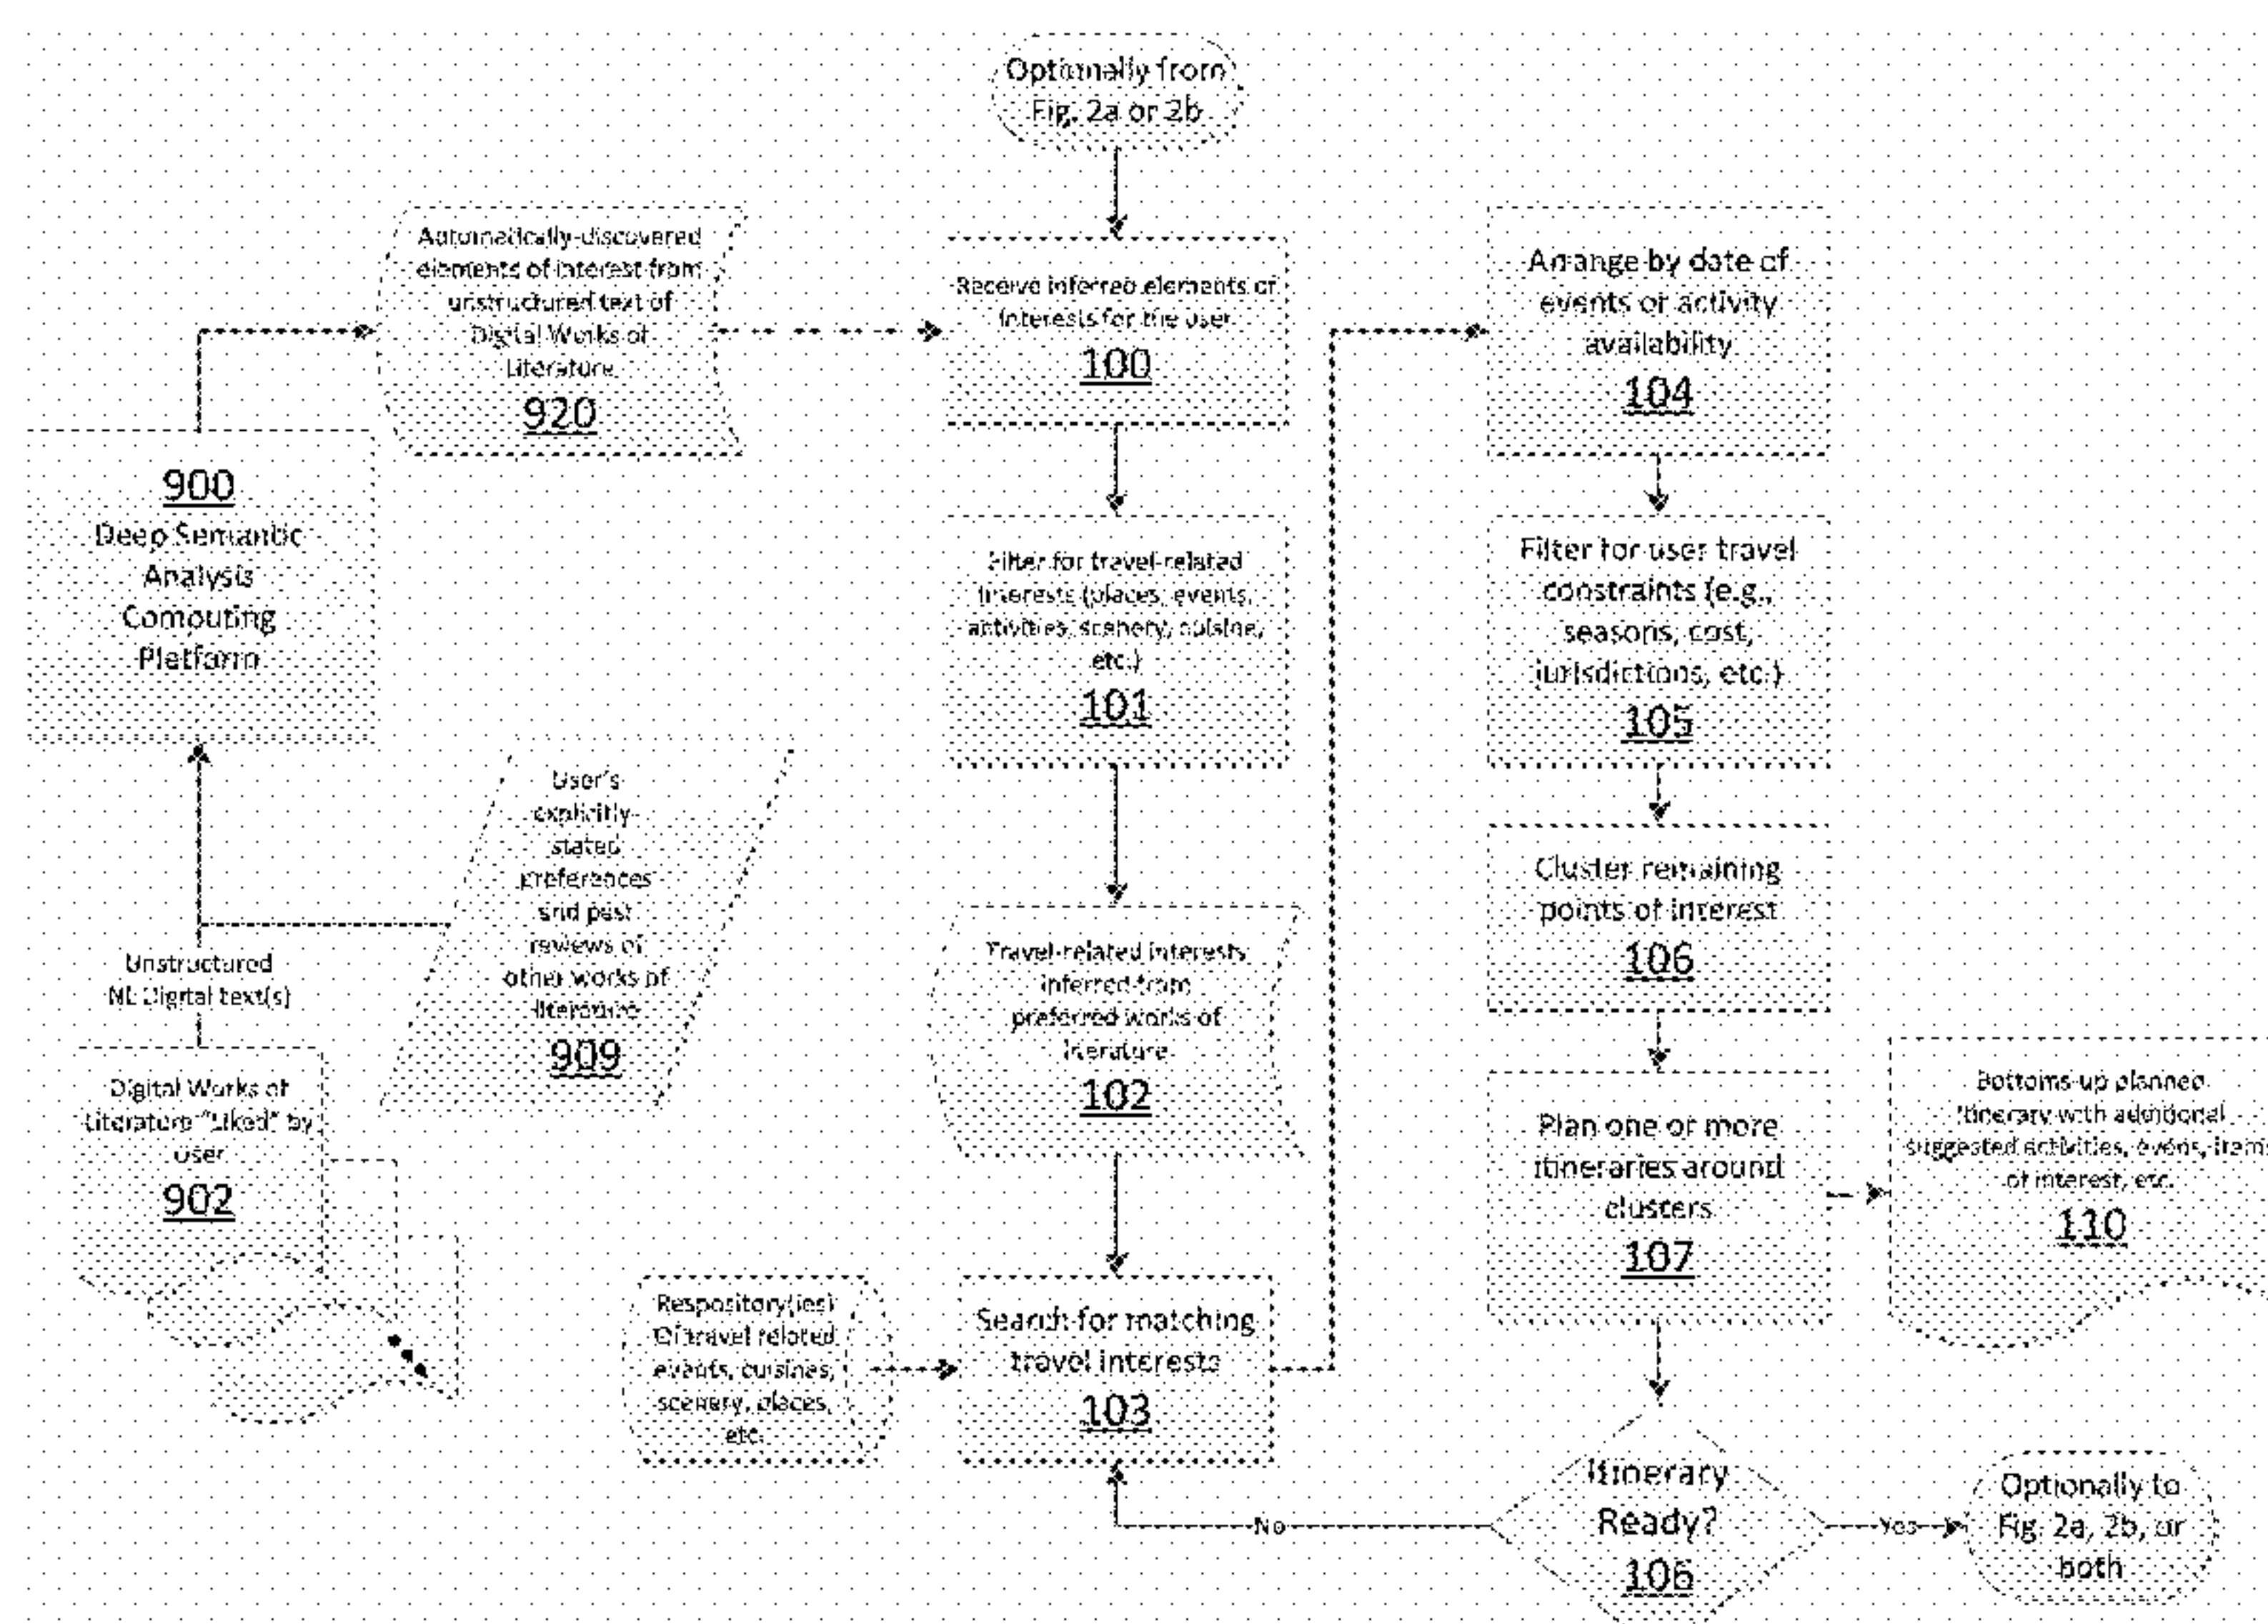 Optionally from
Fig. 2a or 2b
Automatically-discovered
elements of interest from
unstructured text of
Digital Works of
Literature
920
Receive inferred elements of
interests for the user
100
Arrange by date of
events or activity
availability
104
900
Deep Semantic
Analysis
Computing
Platform
Filter for travel-related
interests (places, events,
activities, scenery, cuisine,
etc.)
101
Filter for user travel
constraints (e.g.,
seasons, cost,
jurisdictions, etc.)
105
User's
explicitly-
stated
preferences
and past
reviews of
other works of
literature
909
Cluster remaining
points of interest
106
Unstructured
NL Digital text(s)
Travel-related interests
inferred from
preferred works of
literature
102
Digital Works of
Literature "Liked" by
user
902
Plan one or more
itineraries around
clusters
107
Bottoms-up planned
itinerary with additional
suggested activities, evens, items
of interest, etc.
110
Respository(ies)
Of travel related
events, cuisines,
scenery, places,
etc.
Search for matching
travel interests
103
Itinerary
Ready?
106
No
Yes
Optionally to
Fig. 2a, 2b, or
both